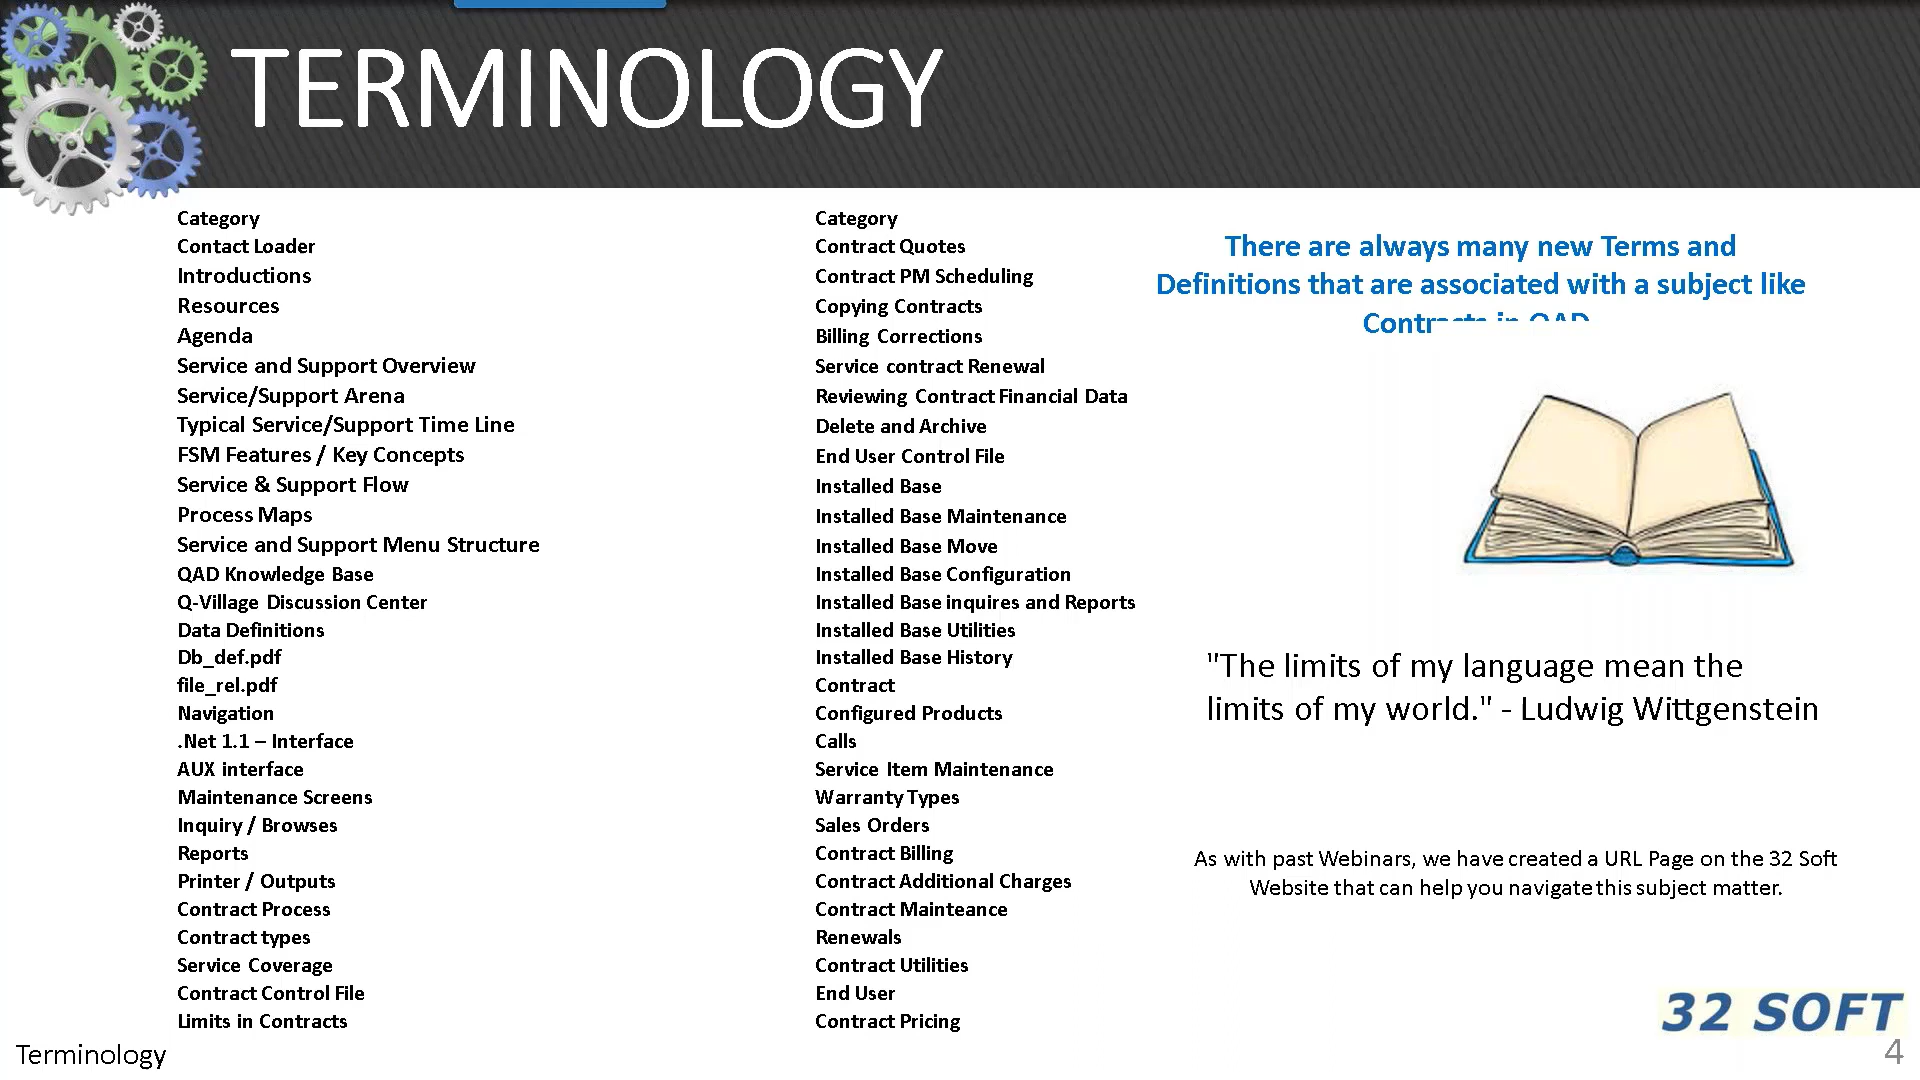 TERMINOLOGY
Category
Contact Loader
Introductions
Resources
Agenda
Service and Support Overview
Service/Support Arena
Typical Service/Support Time Line
FSM Features / Key Concepts
Service & Support Flow
Process Maps
Service and Support Menu Structure
QAD Knowledge Base
Q-Village Discussion Center
Data Definitions
Db_def.pdf
file_rel.pdf
Navigation
.Net 1.1 – Interface
AUX interface
Maintenance Screens
Inquiry / Browses
Reports
Printer / Outputs
Contract Process
Contract types
Service Coverage
Contract Control File
Limits in Contracts
Category
Contract Quotes
Contract PM Scheduling
Copying Contracts
Billing Corrections
Service contract Renewal
Reviewing Contract Financial Data
Delete and Archive
End User Control File
Installed Base
Installed Base Maintenance
Installed Base Move
Installed Base Configuration
Installed Base inquires and Reports
Installed Base Utilities
Installed Base History
Contract
Configured Products
Calls
Service Item Maintenance
Warranty Types
Sales Orders
Contract Billing
Contract Additional Charges
Contract Mainteance
Renewals
Contract Utilities
End User
Contract Pricing
There are always many new Terms and
Definitions that are associated with a subject like
Contracts in QAD
"The limits of my language mean the
limits of my world." - Ludwig Wittgenstein
As with past Webinars, we have created a URL Page on the 32 Soft
Website that can help you navigate this subject matter.
32 SOFT
Terminology
4